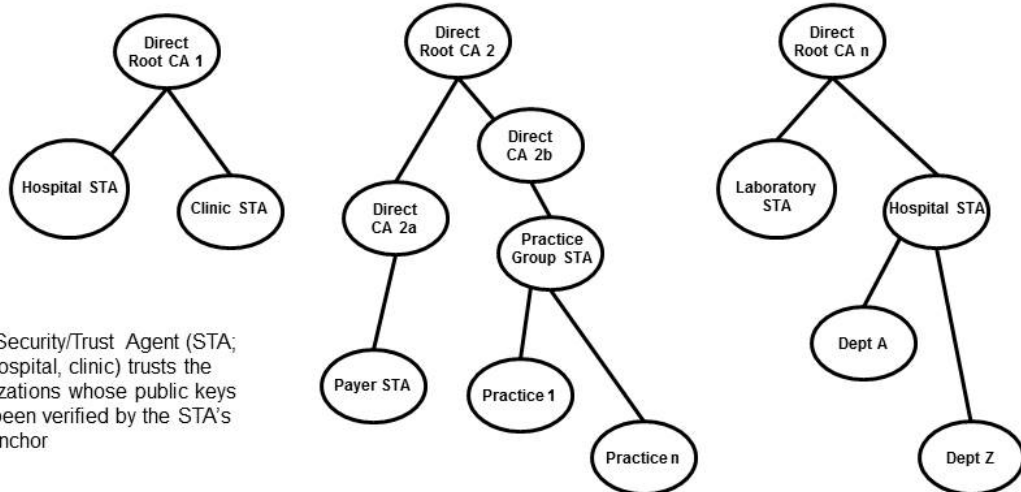 Direct
Root CA 1
Hospital STA
Clinic STA
Direct
Root CA 2
Direct
CA 2b
Direct
CA 2a
Practice
Group STA
Payer STA
Practice 1
Practice n
Direct
Root CA n
Laboratory
STA
Hospital STA
Dept A
Dept Z
Security/Trust Agent (STA;
ospital, clinic) trusts the
zations whose public keys
een verified by the STA's
nchor